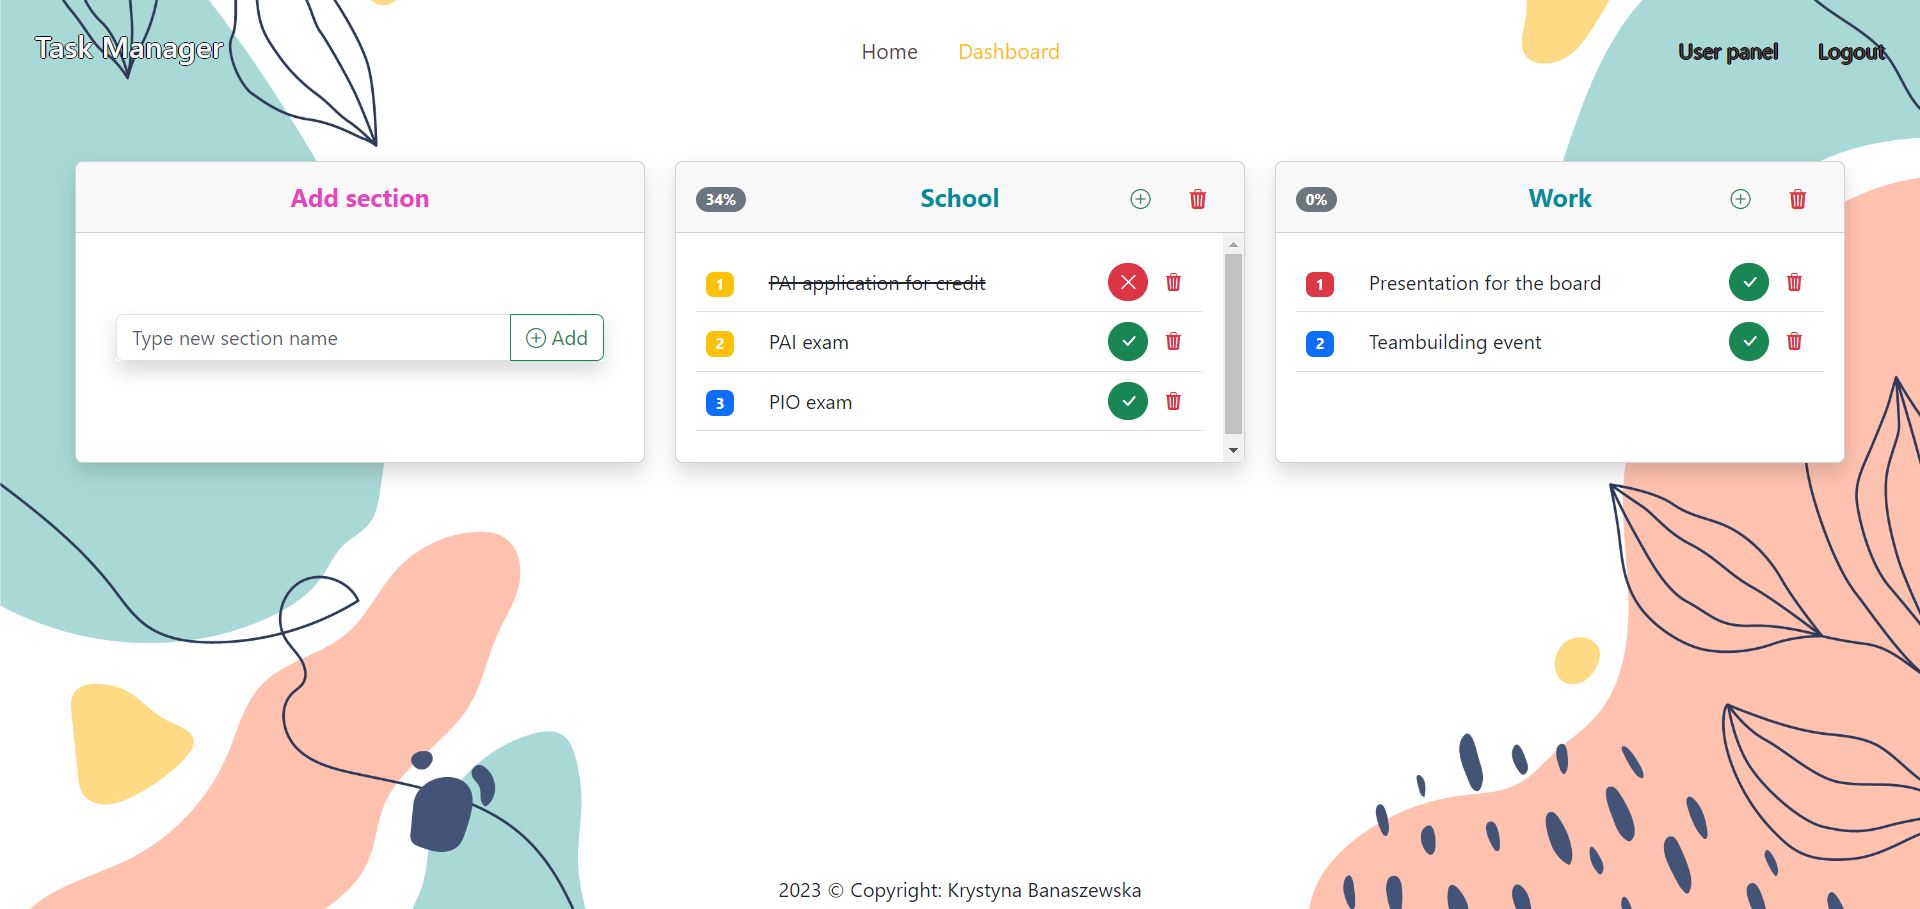 Task Manager
Home
Dashboard
User panel
Logout
Add section
Type new section name
Add
34%
School
1 PAI application for credit
2 PAI exam
3 PIO exam
0%
Work
1 Presentation for the board
2 Teambuilding event
2023 © Copyright: Krystyna Banaszewska